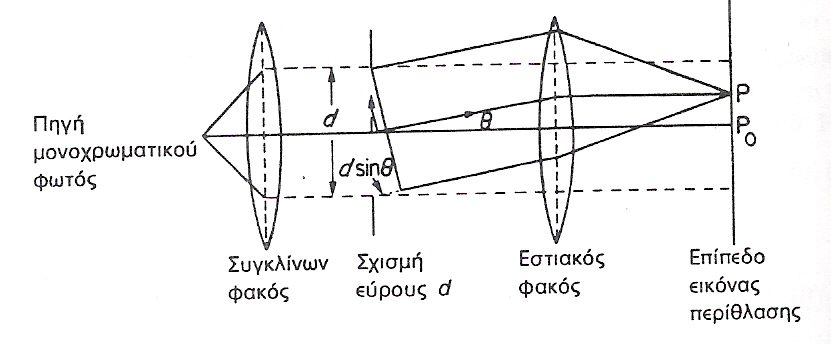 Πηγή
μονοχρωματικού
φωτός
d
d sinθ
θ
P
P0
Συγκλίνων
φακός
Σχισμή
εύρους d
Εστιακός
φακός
Επίπεδο
εικόνας
περίθλασης